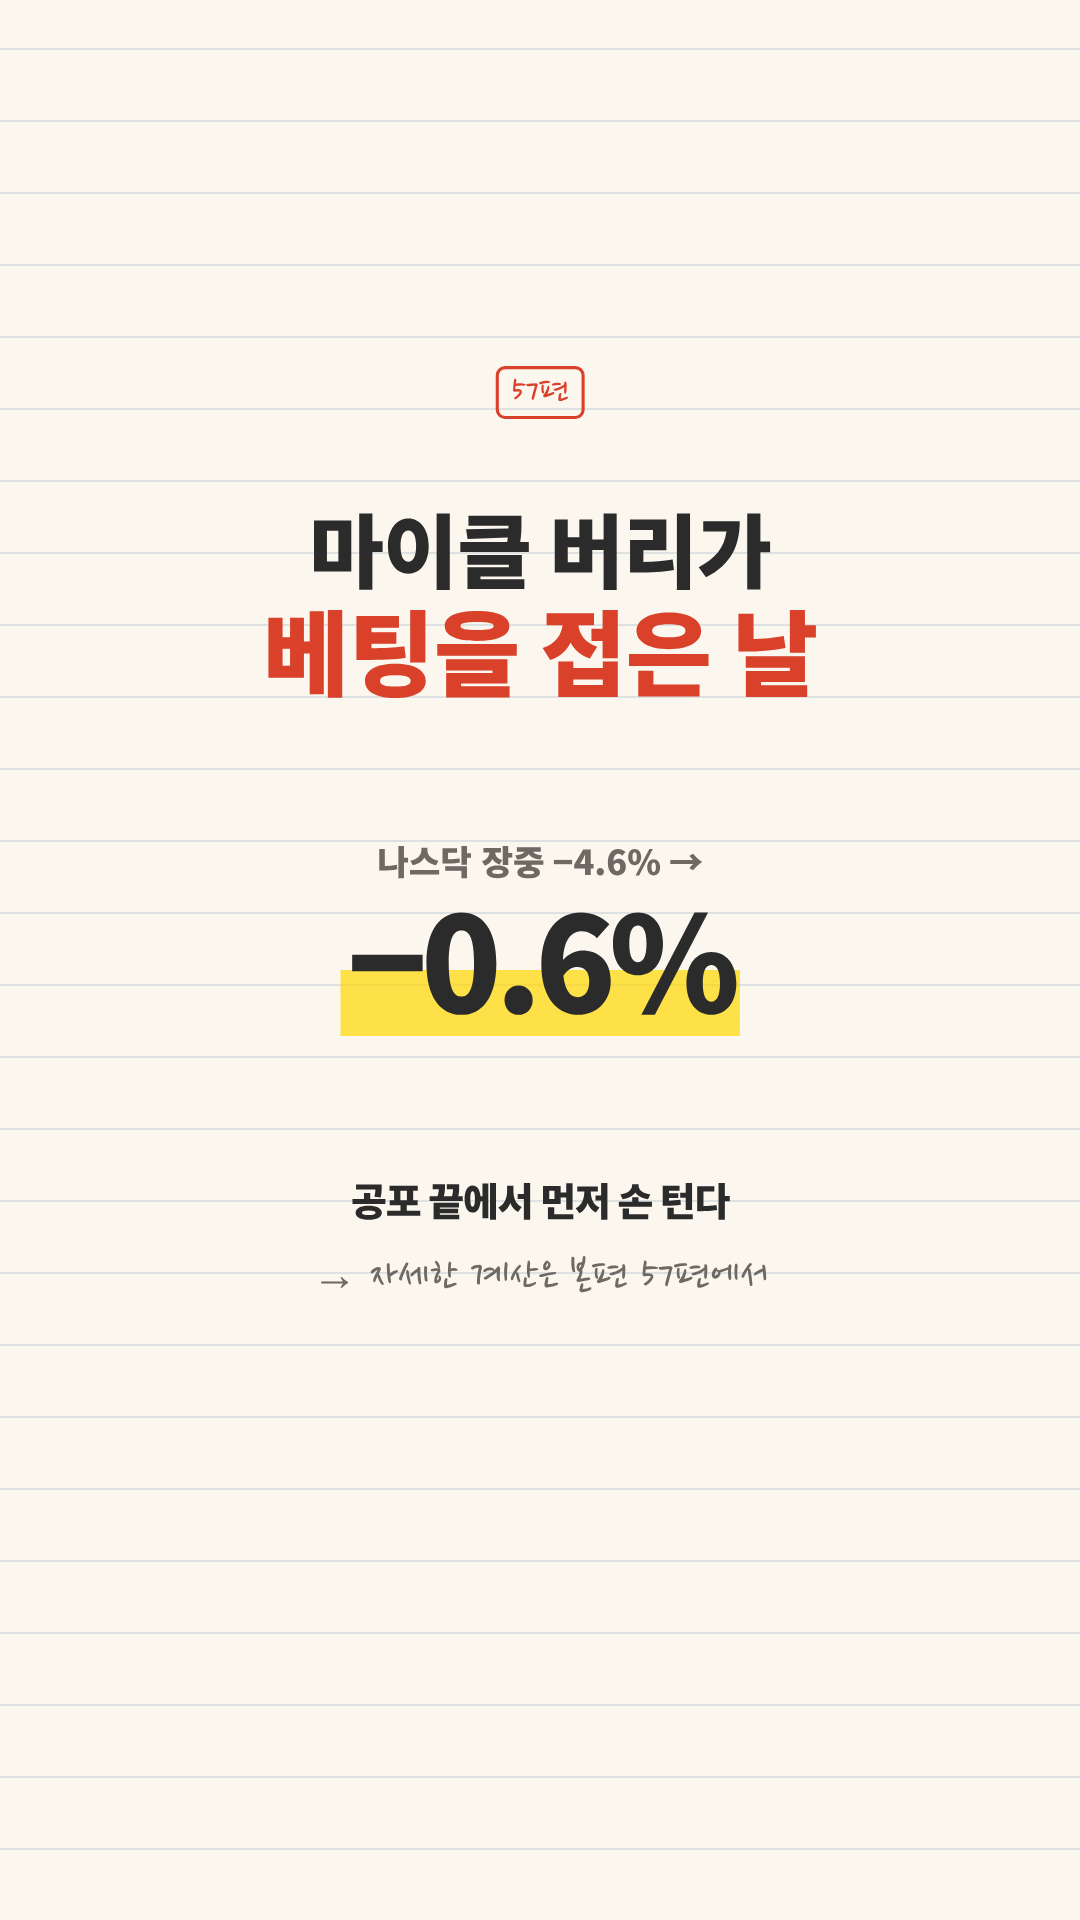 57편
마이클 버리가
베팅을 접은 날
나스닥 장중 −4.6% →
−0.6%
공포 끝에서 먼저 손 턴다
→ 자세한 계산은 본편 57편에서